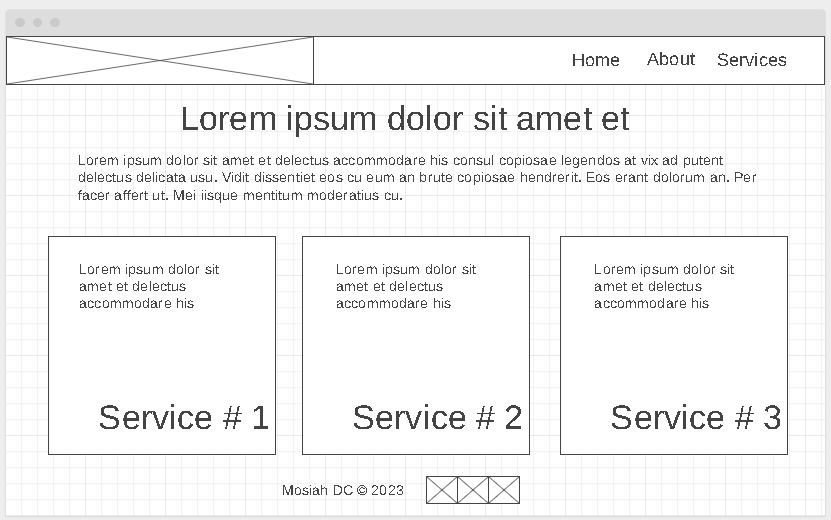 Home About Services
Lorem ipsum dolor sit amet et
Lorem ipsum dolor sit amet et delectus accommodare his consul copiosae legendos at vix ad putent
delectus delicata usu. Vidit dissentiet eos cu eum an brute copiosae hendrerit. Eos erant dolorum an. Per
facer affert ut. Mei iisque mentitum moderatius cu.
Lorem ipsum dolor sit
amet et delectus
accommodare his
Service # 1
Lorem ipsum dolor sit
amet et delectus
accommodare his
Service # 2
Lorem ipsum dolor sit
amet et delectus
accommodare his
Service # 3
Mosiah DC © 2023